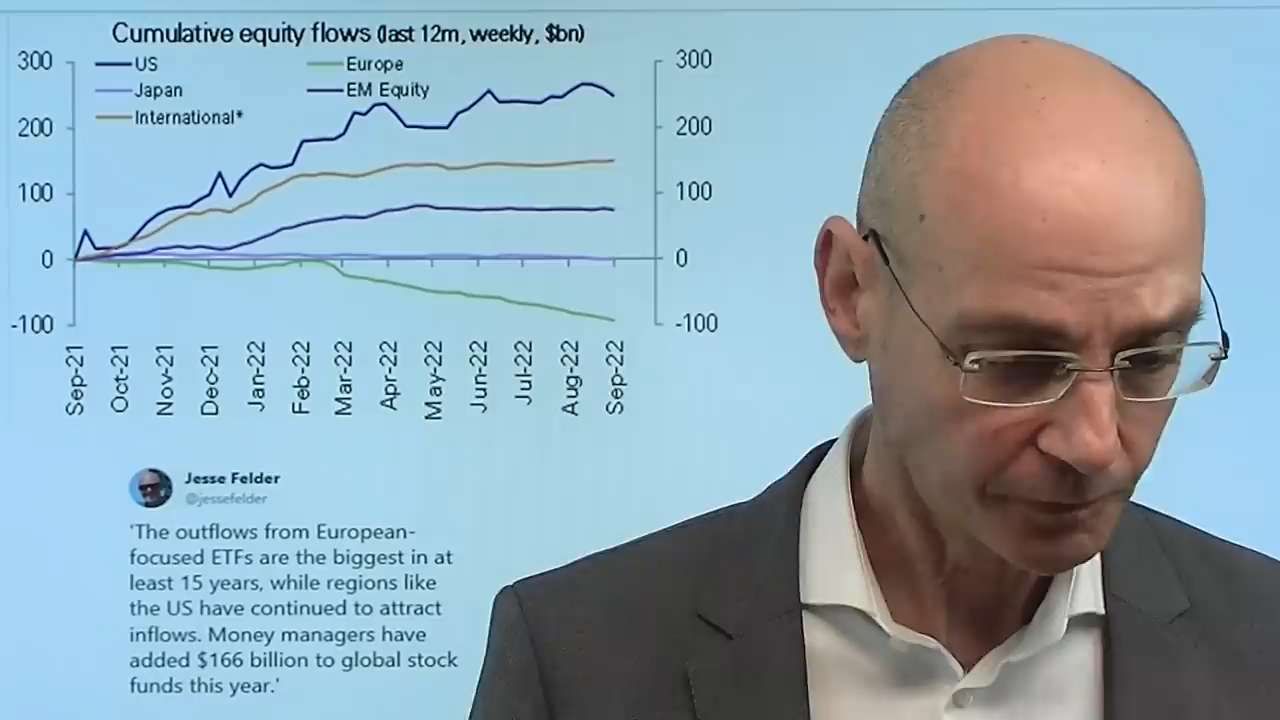 Cumulative equity flows (last 12m, weekly, $bn)
US
Europe
Japan
EM Equity
International*
300
200
100
0
-100
300
200
100
0
-100
Sep-21
Oct-21
Nov-21
Dec-21
Jan-22
Feb-22
Mar-22
Apr-22
May-22
Jun-22
Jul-22
Aug-22
Sep-22
Jesse Felder
@jessefelder
'The outflows from European-
focused ETFs are the biggest in at
least 15 years, while regions like
the US have continued to attract
inflows. Money managers have
added $166 billion to global stock
funds this year.'